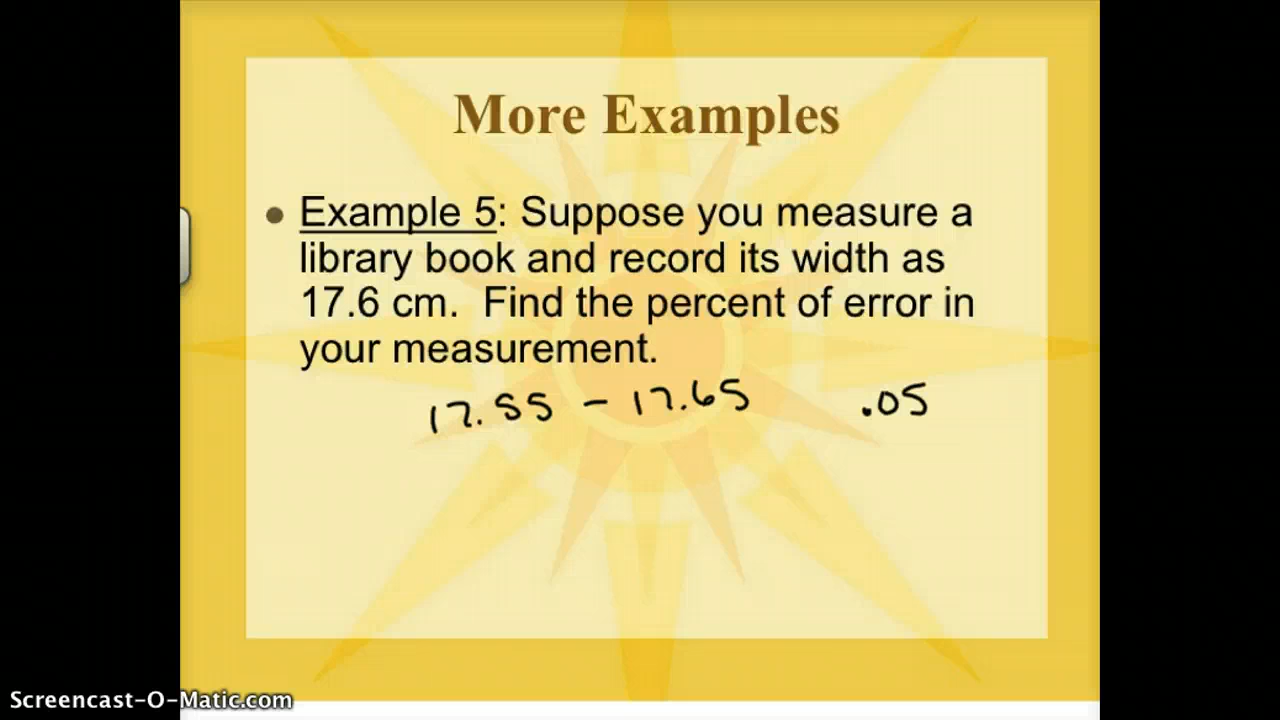 More Examples
• Example 5: Suppose you measure a
library book and record its width as
17.6 cm. Find the percent of error in
your measurement.
17.55 - 17.65 .05
Screencast-O-Matic.com